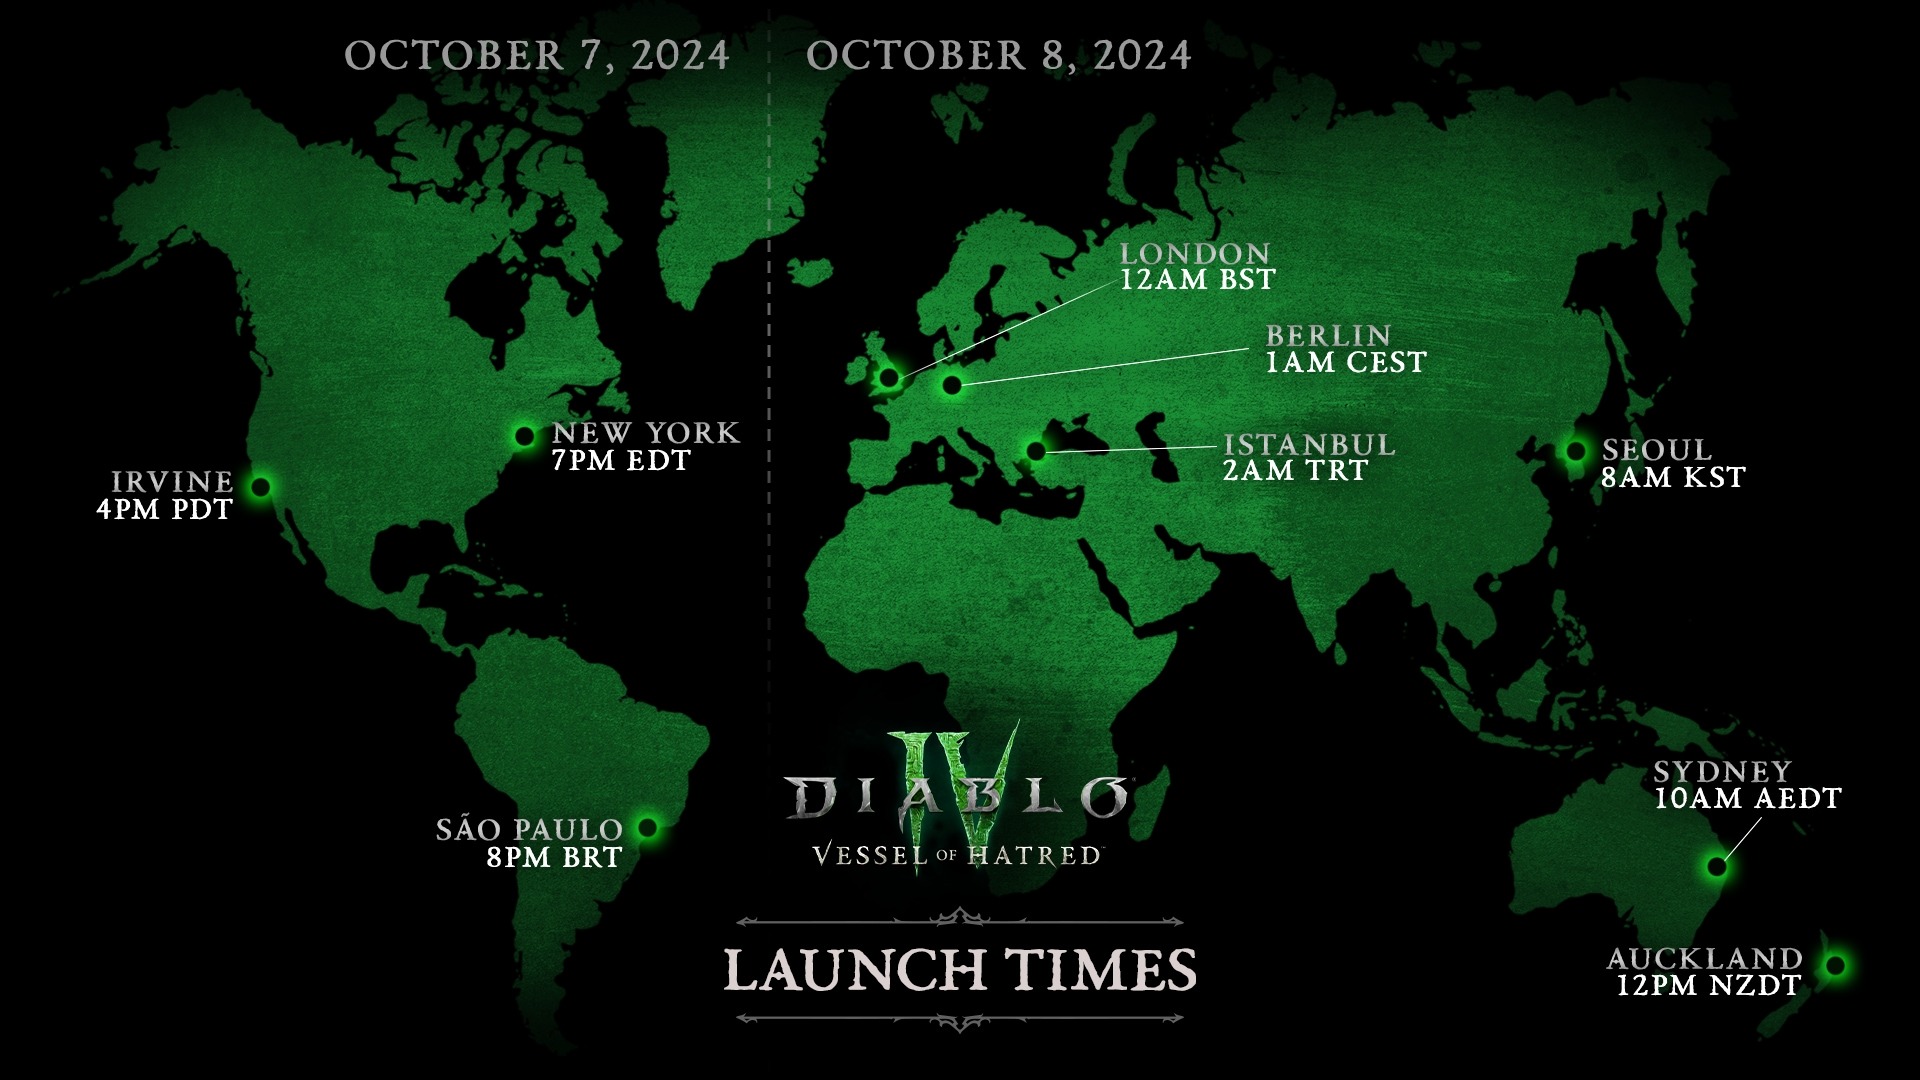 OCTOBER 7, 2024
OCTOBER 8, 2024
LONDON
12AM BST
BERLIN
1AM CEST
NEW YORK
7PM EDT
ISTANBUL
2AM TRT
SEOUL
8AM KST
IRVINE
4PM PDT
SYDNEY
10AM AEDT
SÃO PAULO
8PM BRT
IV
DIABLO
VESSEL OF HATRED
AUCKLAND
12PM NZDT
LAUNCH TIMES